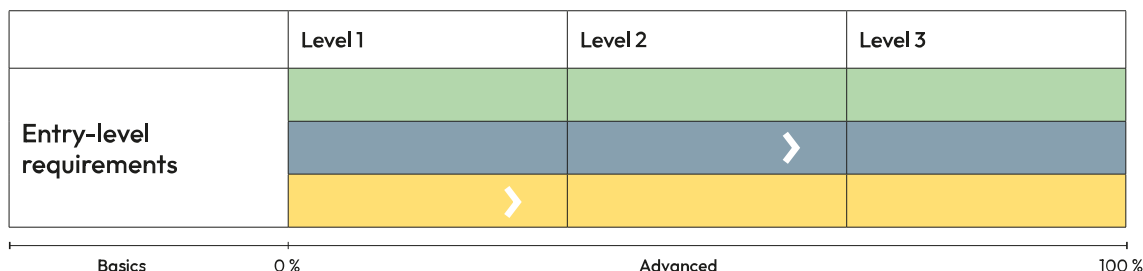 Level 1
Level 2
Level 3
Entry-level
requirements
Basics
0 %
Advanced
100 %